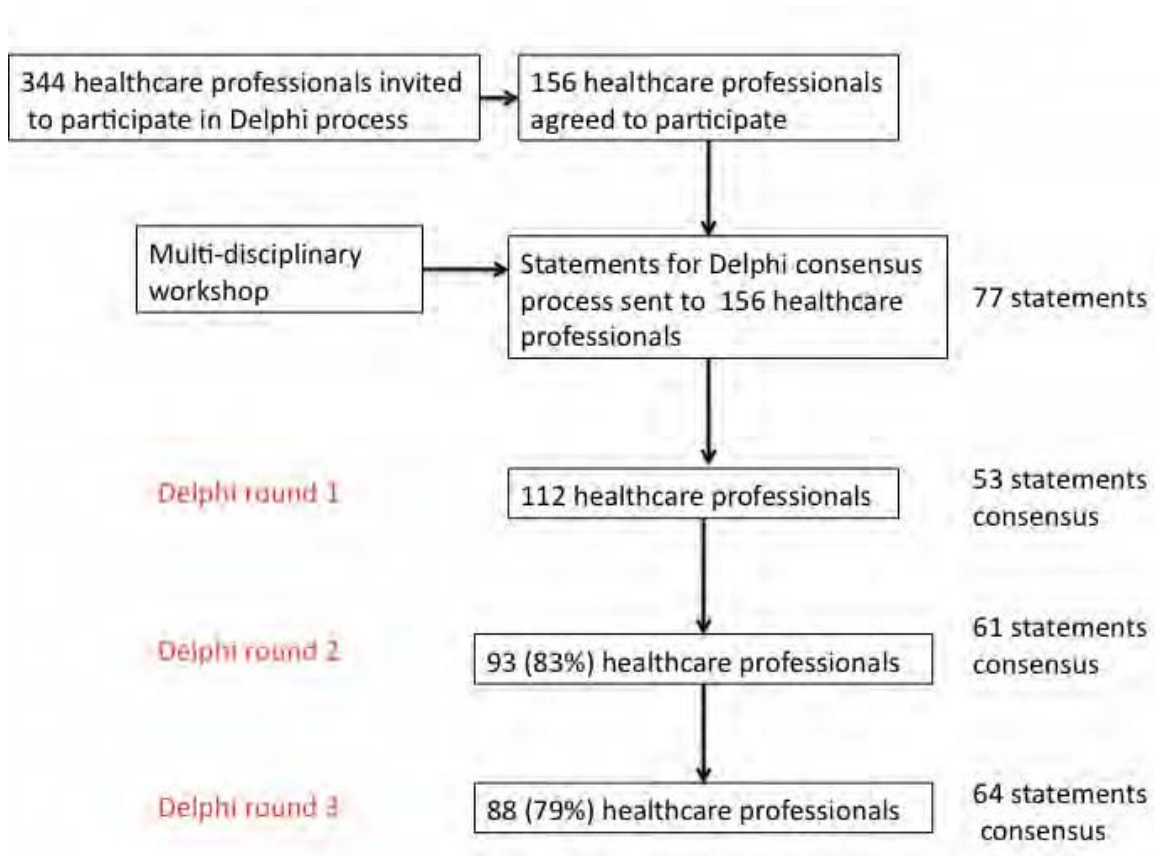 344 healthcare professionals invited
to participate in Delphi process
156 healthcare professionals
agreed to participate
Multi-disciplinary
workshop
Statements for Delphi consensus
process sent to 156 healthcare
professionals
77 statements
Delphi round 1
112 healthcare professionals
53 statements
consensus
Delphi round 2
93 (83%) healthcare professionals
61 statements
consensus
Delphi round 3
88 (79%) healthcare professionals
64 statements
consensus